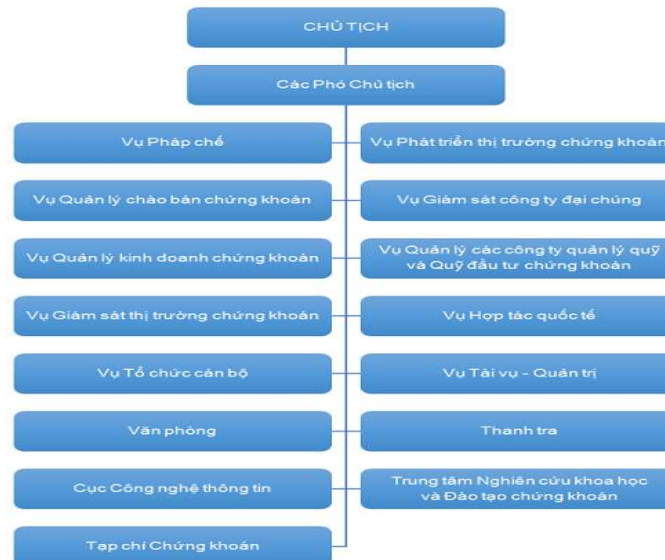 CHỦ TỊCH
Các Phó Chủ tịch
Vụ Pháp chế
Vụ Phát triển thị trường chứng khoán
Vụ Quản lý chào bán chứng khoán
Vụ Giám sát công ty đại chúng
Vụ Quản lý kinh doanh chứng khoán
Vụ Quản lý các công ty quản lý quỹ
và Quỹ đầu tư chứng khoán
Vụ Giám sát thị trường chứng khoán
Vụ Hợp tác quốc tế
Vụ Tổ chức cán bộ
Vụ Tài vụ - Quản trị
Văn phòng
Thanh tra
Cục Công nghệ thông tin
Trung tâm Nghiên cứu khoa học
và Đào tạo chứng khoán
Tạp chí Chứng khoán